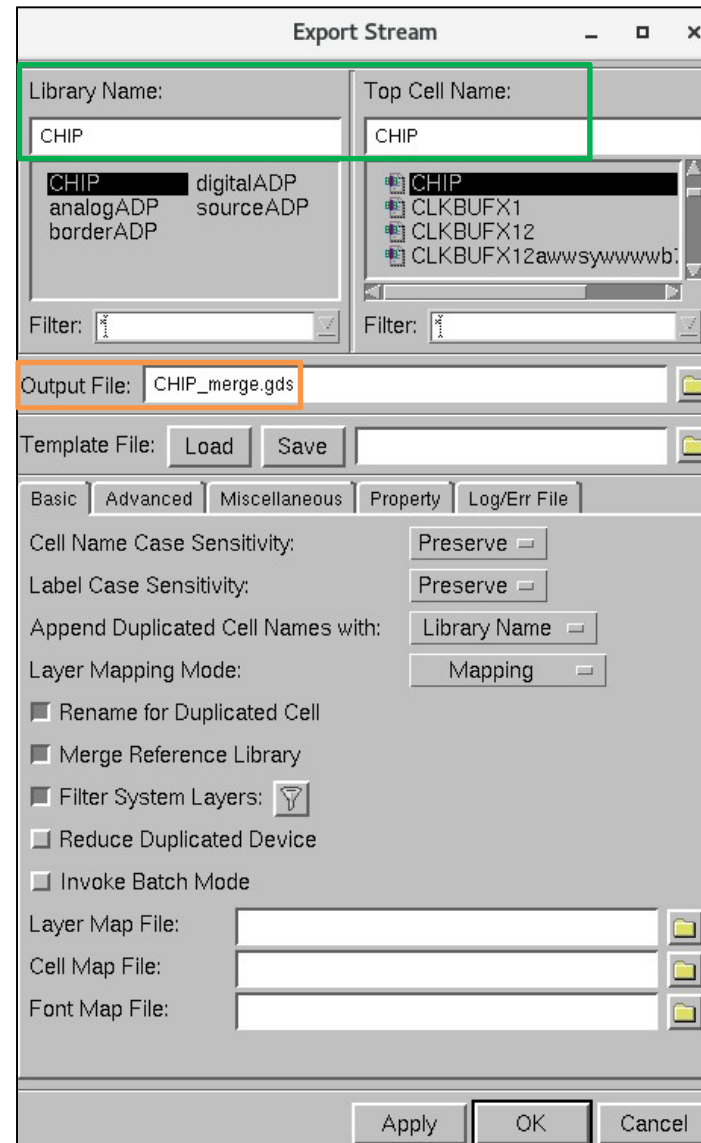 Export Stream
Library Name:
CHIP
CHIP digitalADP
analogADP sourceADP
borderADP
Filter: *
Top Cell Name:
CHIP
CHIP
CLKBUFX1
CLKBUFX12
CLKBUFX12awwsywwwwb
Filter: *
Output File: CHIP_merge.gds
Template File: Load Save
Basic Advanced Miscellaneous Property Log/Err File
Cell Name Case Sensitivity: Preserve
Label Case Sensitivity: Preserve
Append Duplicated Cell Names with: Library Name
Layer Mapping Mode: Mapping
Rename for Duplicated Cell
Merge Reference Library
Filter System Layers:
Reduce Duplicated Device
Invoke Batch Mode
Layer Map File:
Cell Map File:
Font Map File:
Apply OK Cancel